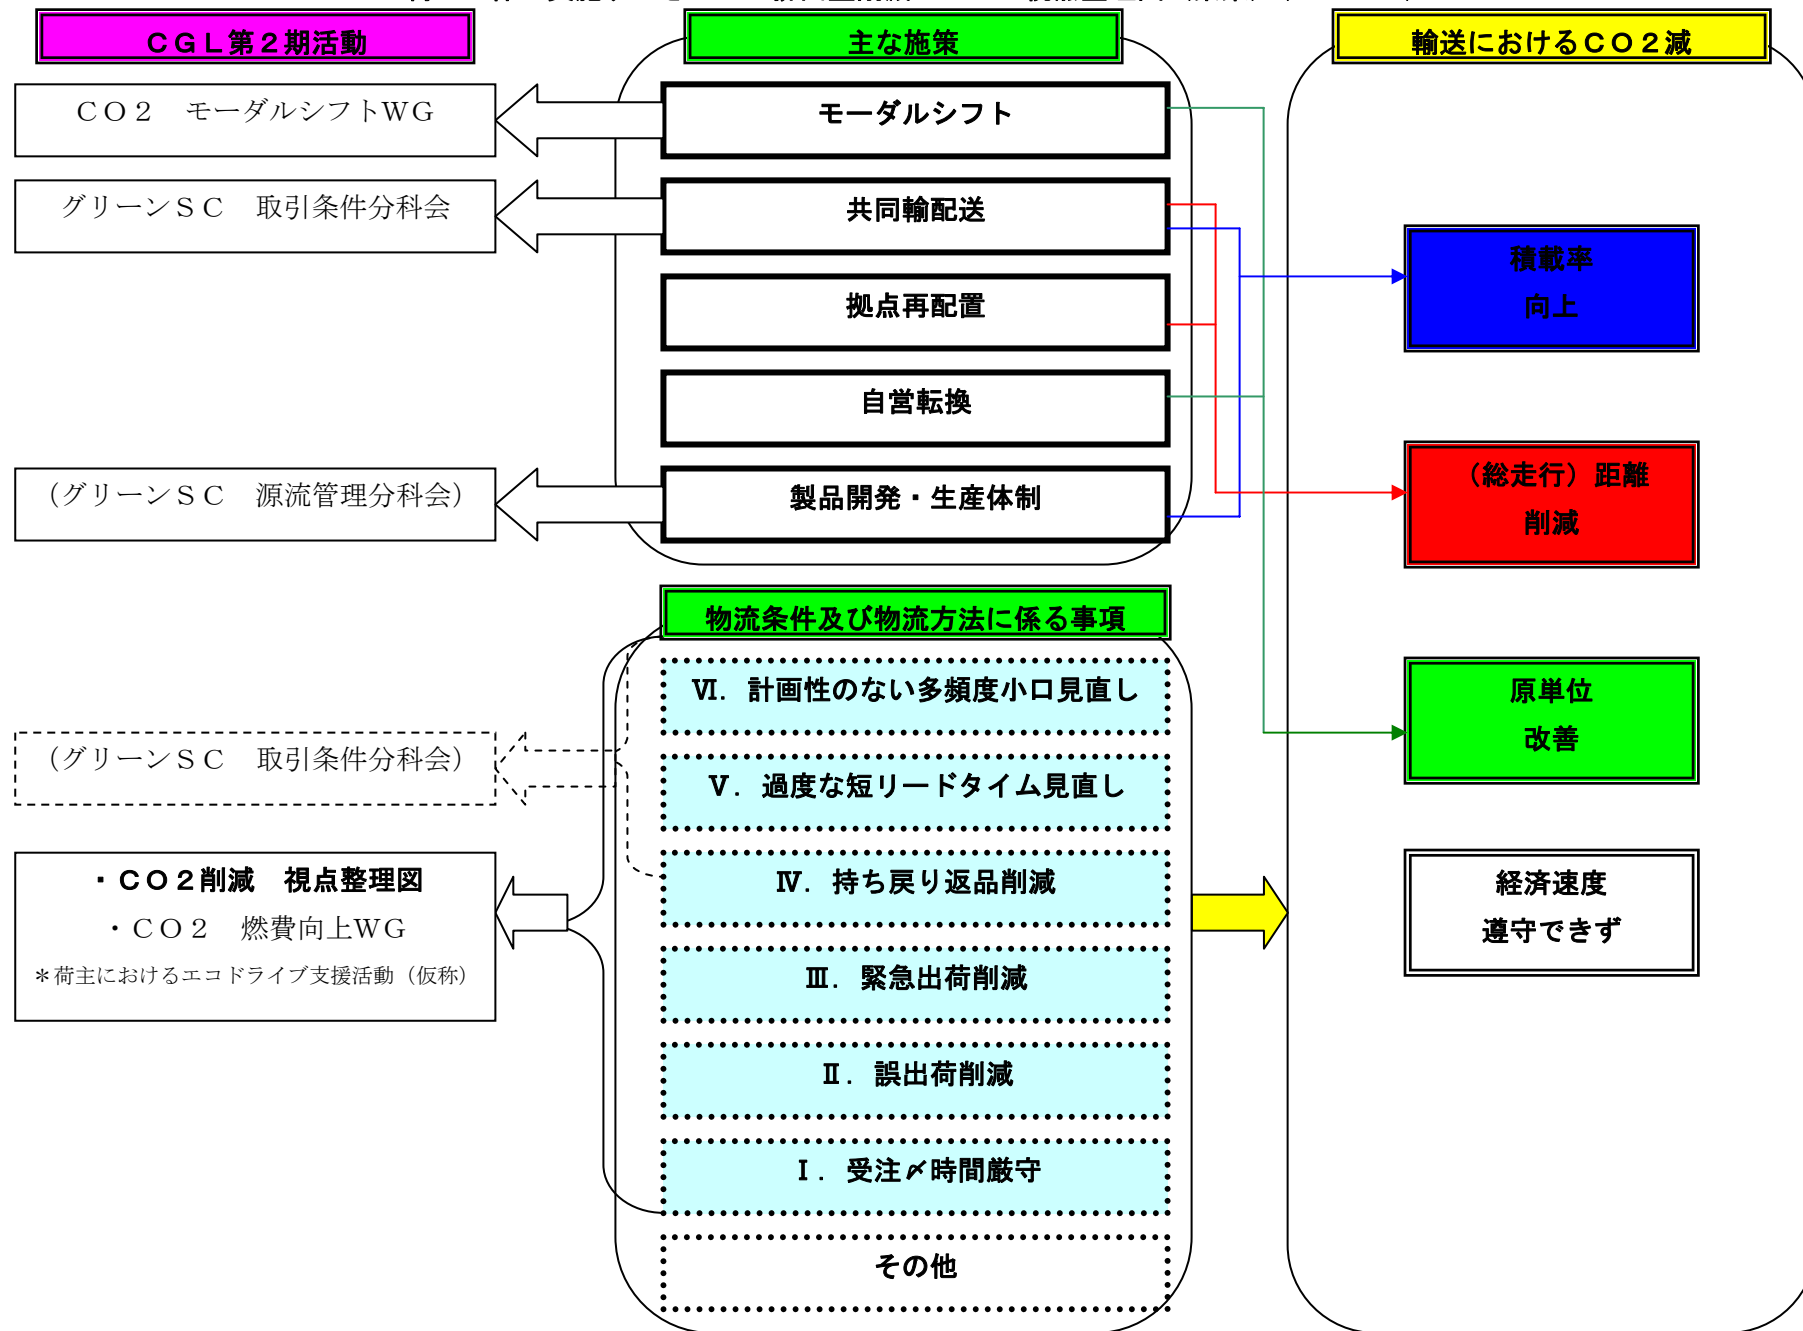 ＣＧＬ第２期活動
主な施策
輸送におけるＣＯ２減
ＣＯ２　モーダルシフトWG
モーダルシフト
グリーンＳＣ　取引条件分科会
共同輸配送
積載率
向上
拠点再配置
自営転換
（グリーンＳＣ　源流管理分科会）
製品開発・生産体制
（総走行）距離
削減
物流条件及び物流方法に係る事項
Ⅵ．計画性のない多頻度小口見直し
原単位
改善
（グリーンＳＣ　取引条件分科会）
Ⅴ．過度な短リードタイム見直し
・ＣＯ２削減　視点整理図
・ＣＯ２　燃費向上WG
＊荷主におけるエコドライブ支援活動（仮称）
Ⅳ．持ち戻り返品削減
経済速度
遵守できず
Ⅲ．緊急出荷削減
Ⅱ．誤出荷削減
Ⅰ．受注〆時間厳守
その他